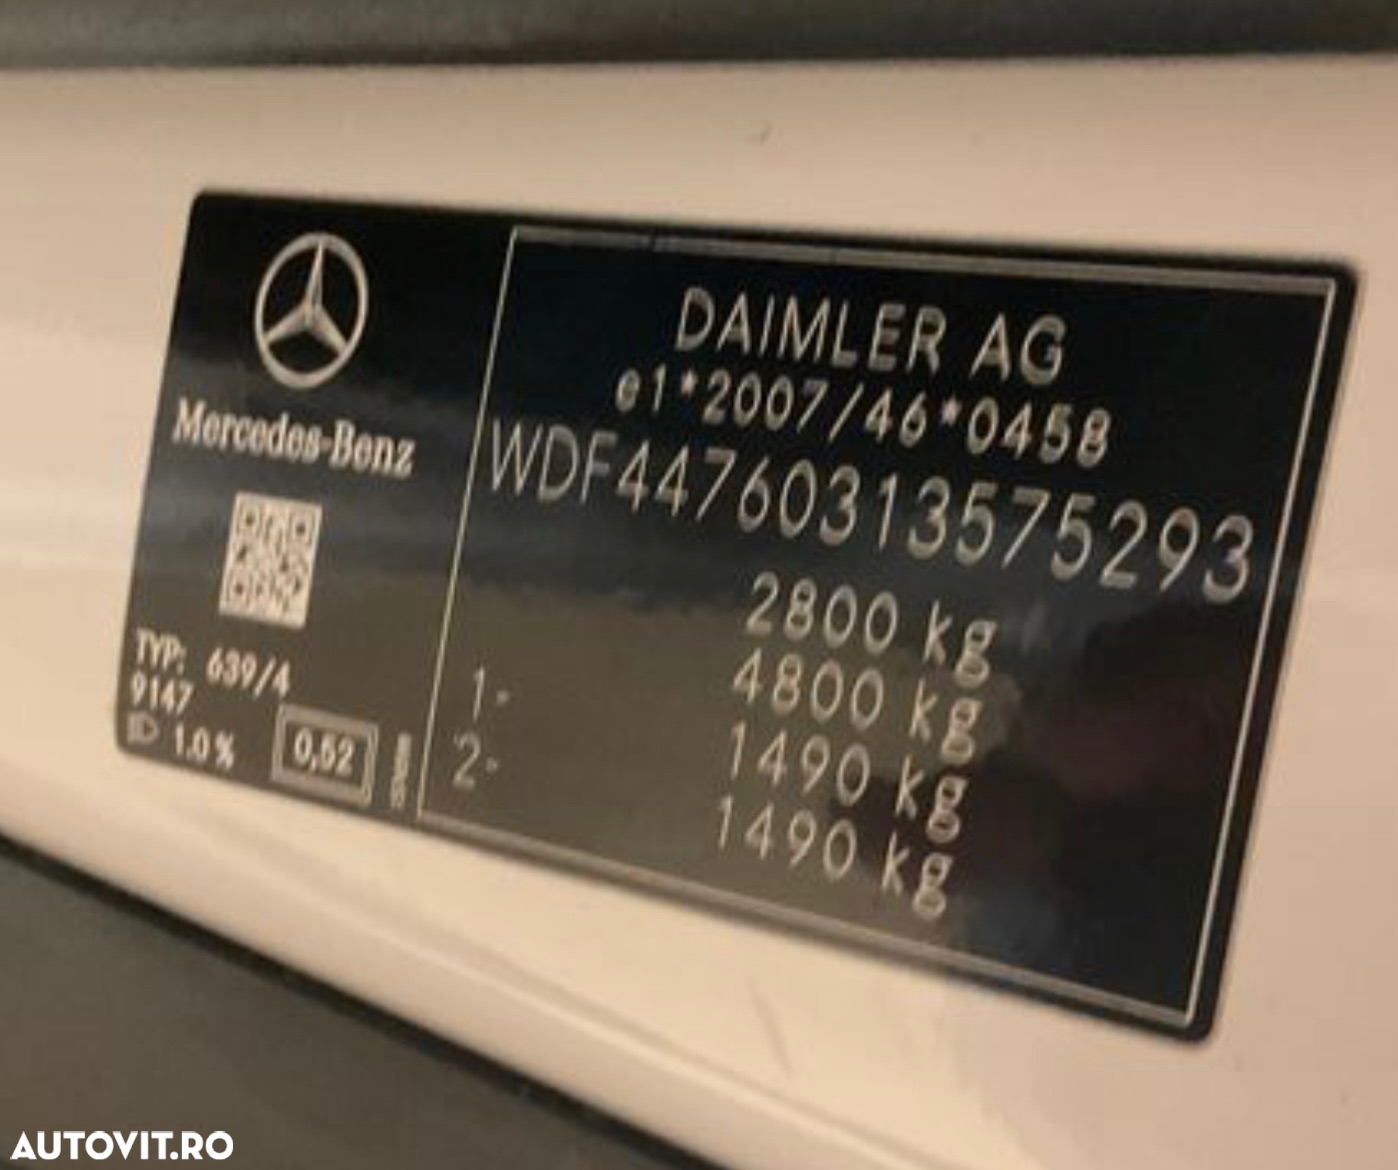 Mercedes-Benz
TYP: 639/4
9147
1.0%
0,52
DAIMLER AG
e1*2007/46*0458
WDF44760313575293
2800 kg
4800 kg
1- 1490 kg
2- 1490 kg
AUTOVIT.RO